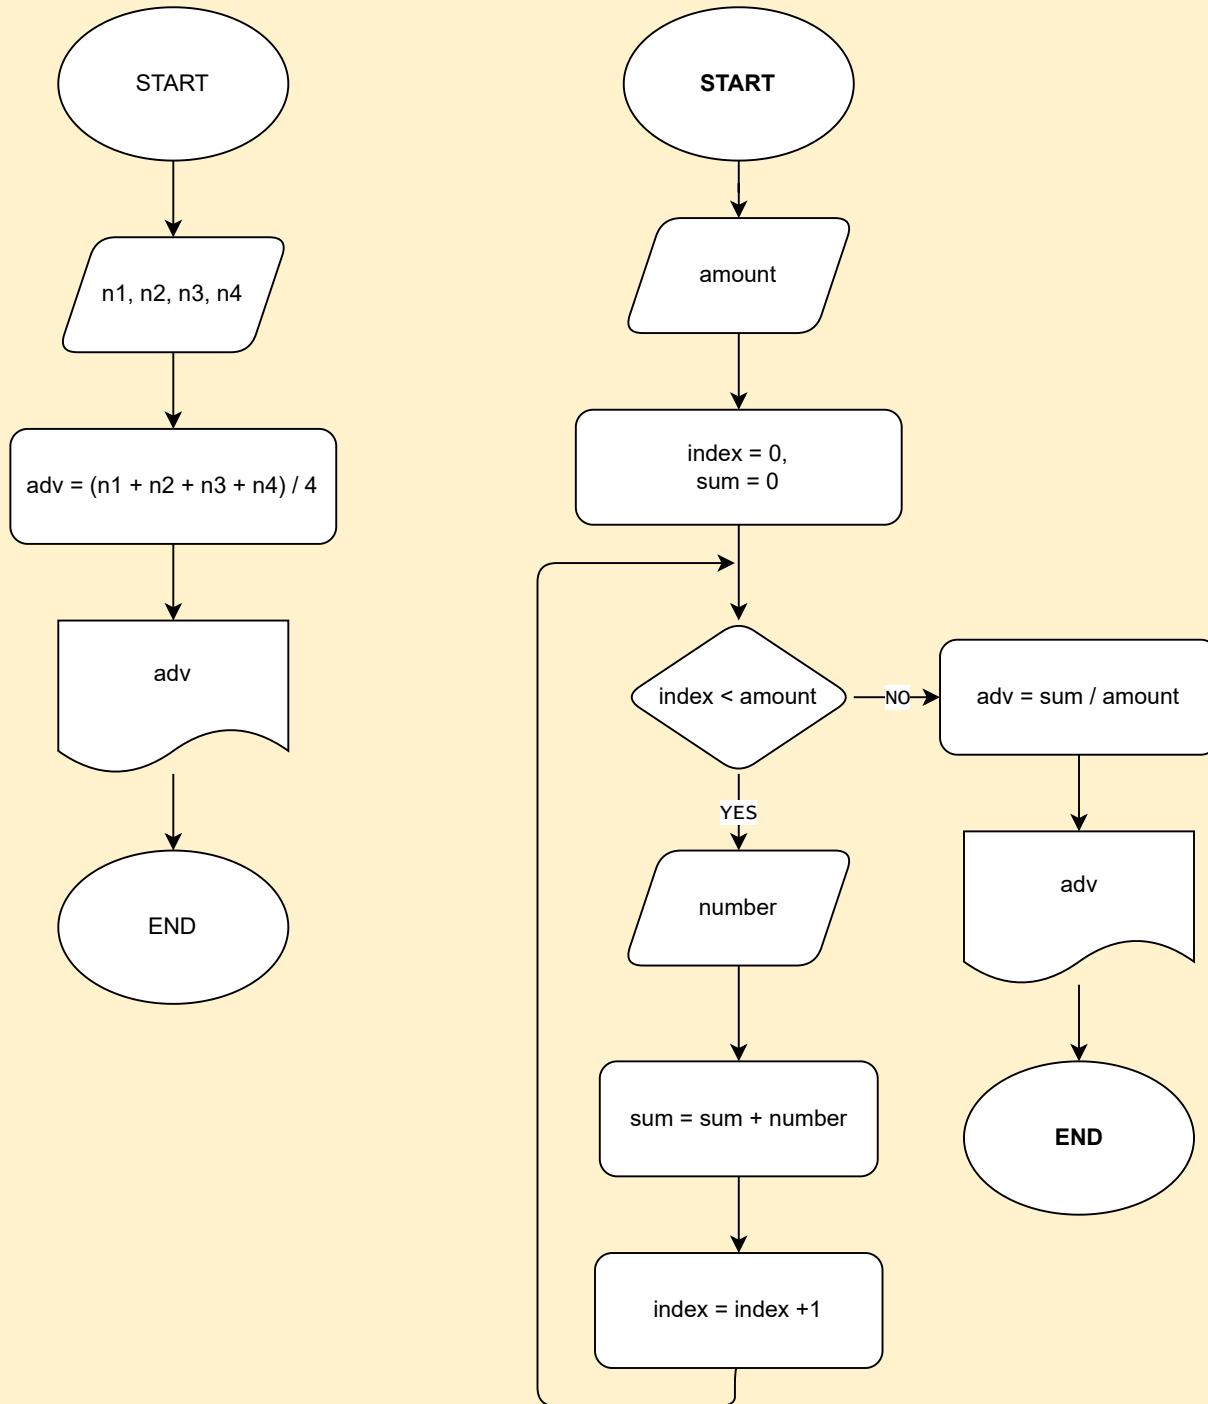 START
n1, n2, n3, n4
adv = (n1 + n2 + n3 + n4) / 4
adv
END
START
amount
index = 0,
sum = 0
index < amount
NO
adv = sum / amount
YES
number
adv
sum = sum + number
END
index = index +1